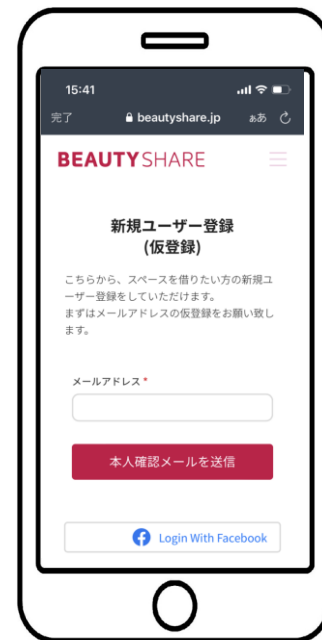 15:41
完了 beautyshare.jp ぁあ
BEAUTYSHARE
新規ユーザー登録
(仮登録)
こちらから、スペースを借りたい方の新規ユ
ーザー登録をしていただけます。
まずはメールアドレスの仮登録をお願い致し
ます。
メールアドレス *
本人確認メールを送信
Login With Facebook